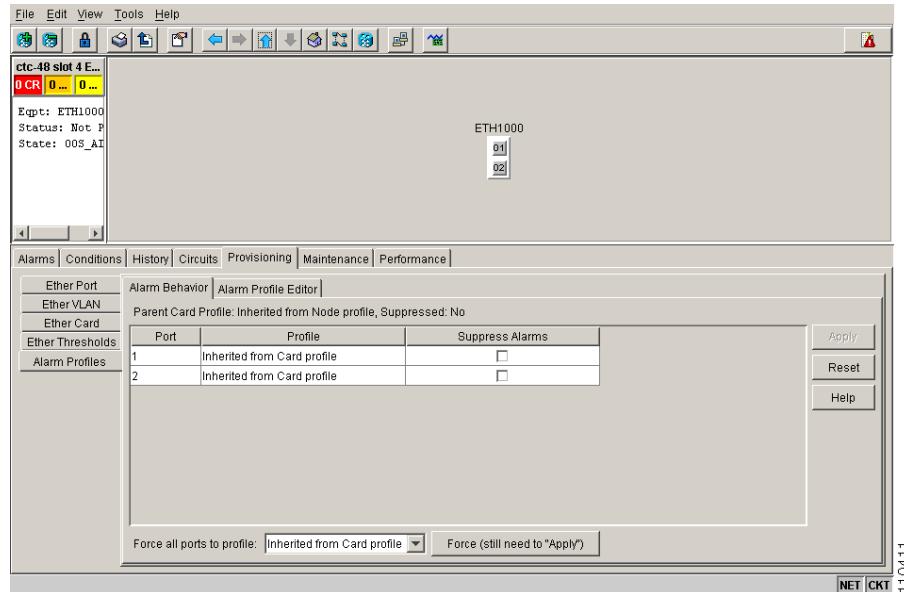 File Edit View Tools Help
ctc-48 slot 4 E...
0 CR 0 ... 0 ...
Eqpt: ETH1000
Status: Not P
State: OOS_AI
ETH1000
01
02
Alarms Conditions History Circuits Provisioning Maintenance Performance
Ether Port
Ether VLAN
Ether Card
Ether Thresholds
Alarm Profiles
Alarm Behavior Alarm Profile Editor
Parent Card Profile: Inherited from Node profile, Suppressed: No
Port Profile Suppress Alarms
1 Inherited from Card profile
2 Inherited from Card profile
Apply
Reset
Help
Force all ports to profile: Inherited from Card profile Force (still need to "Apply")
NET CKT
110411